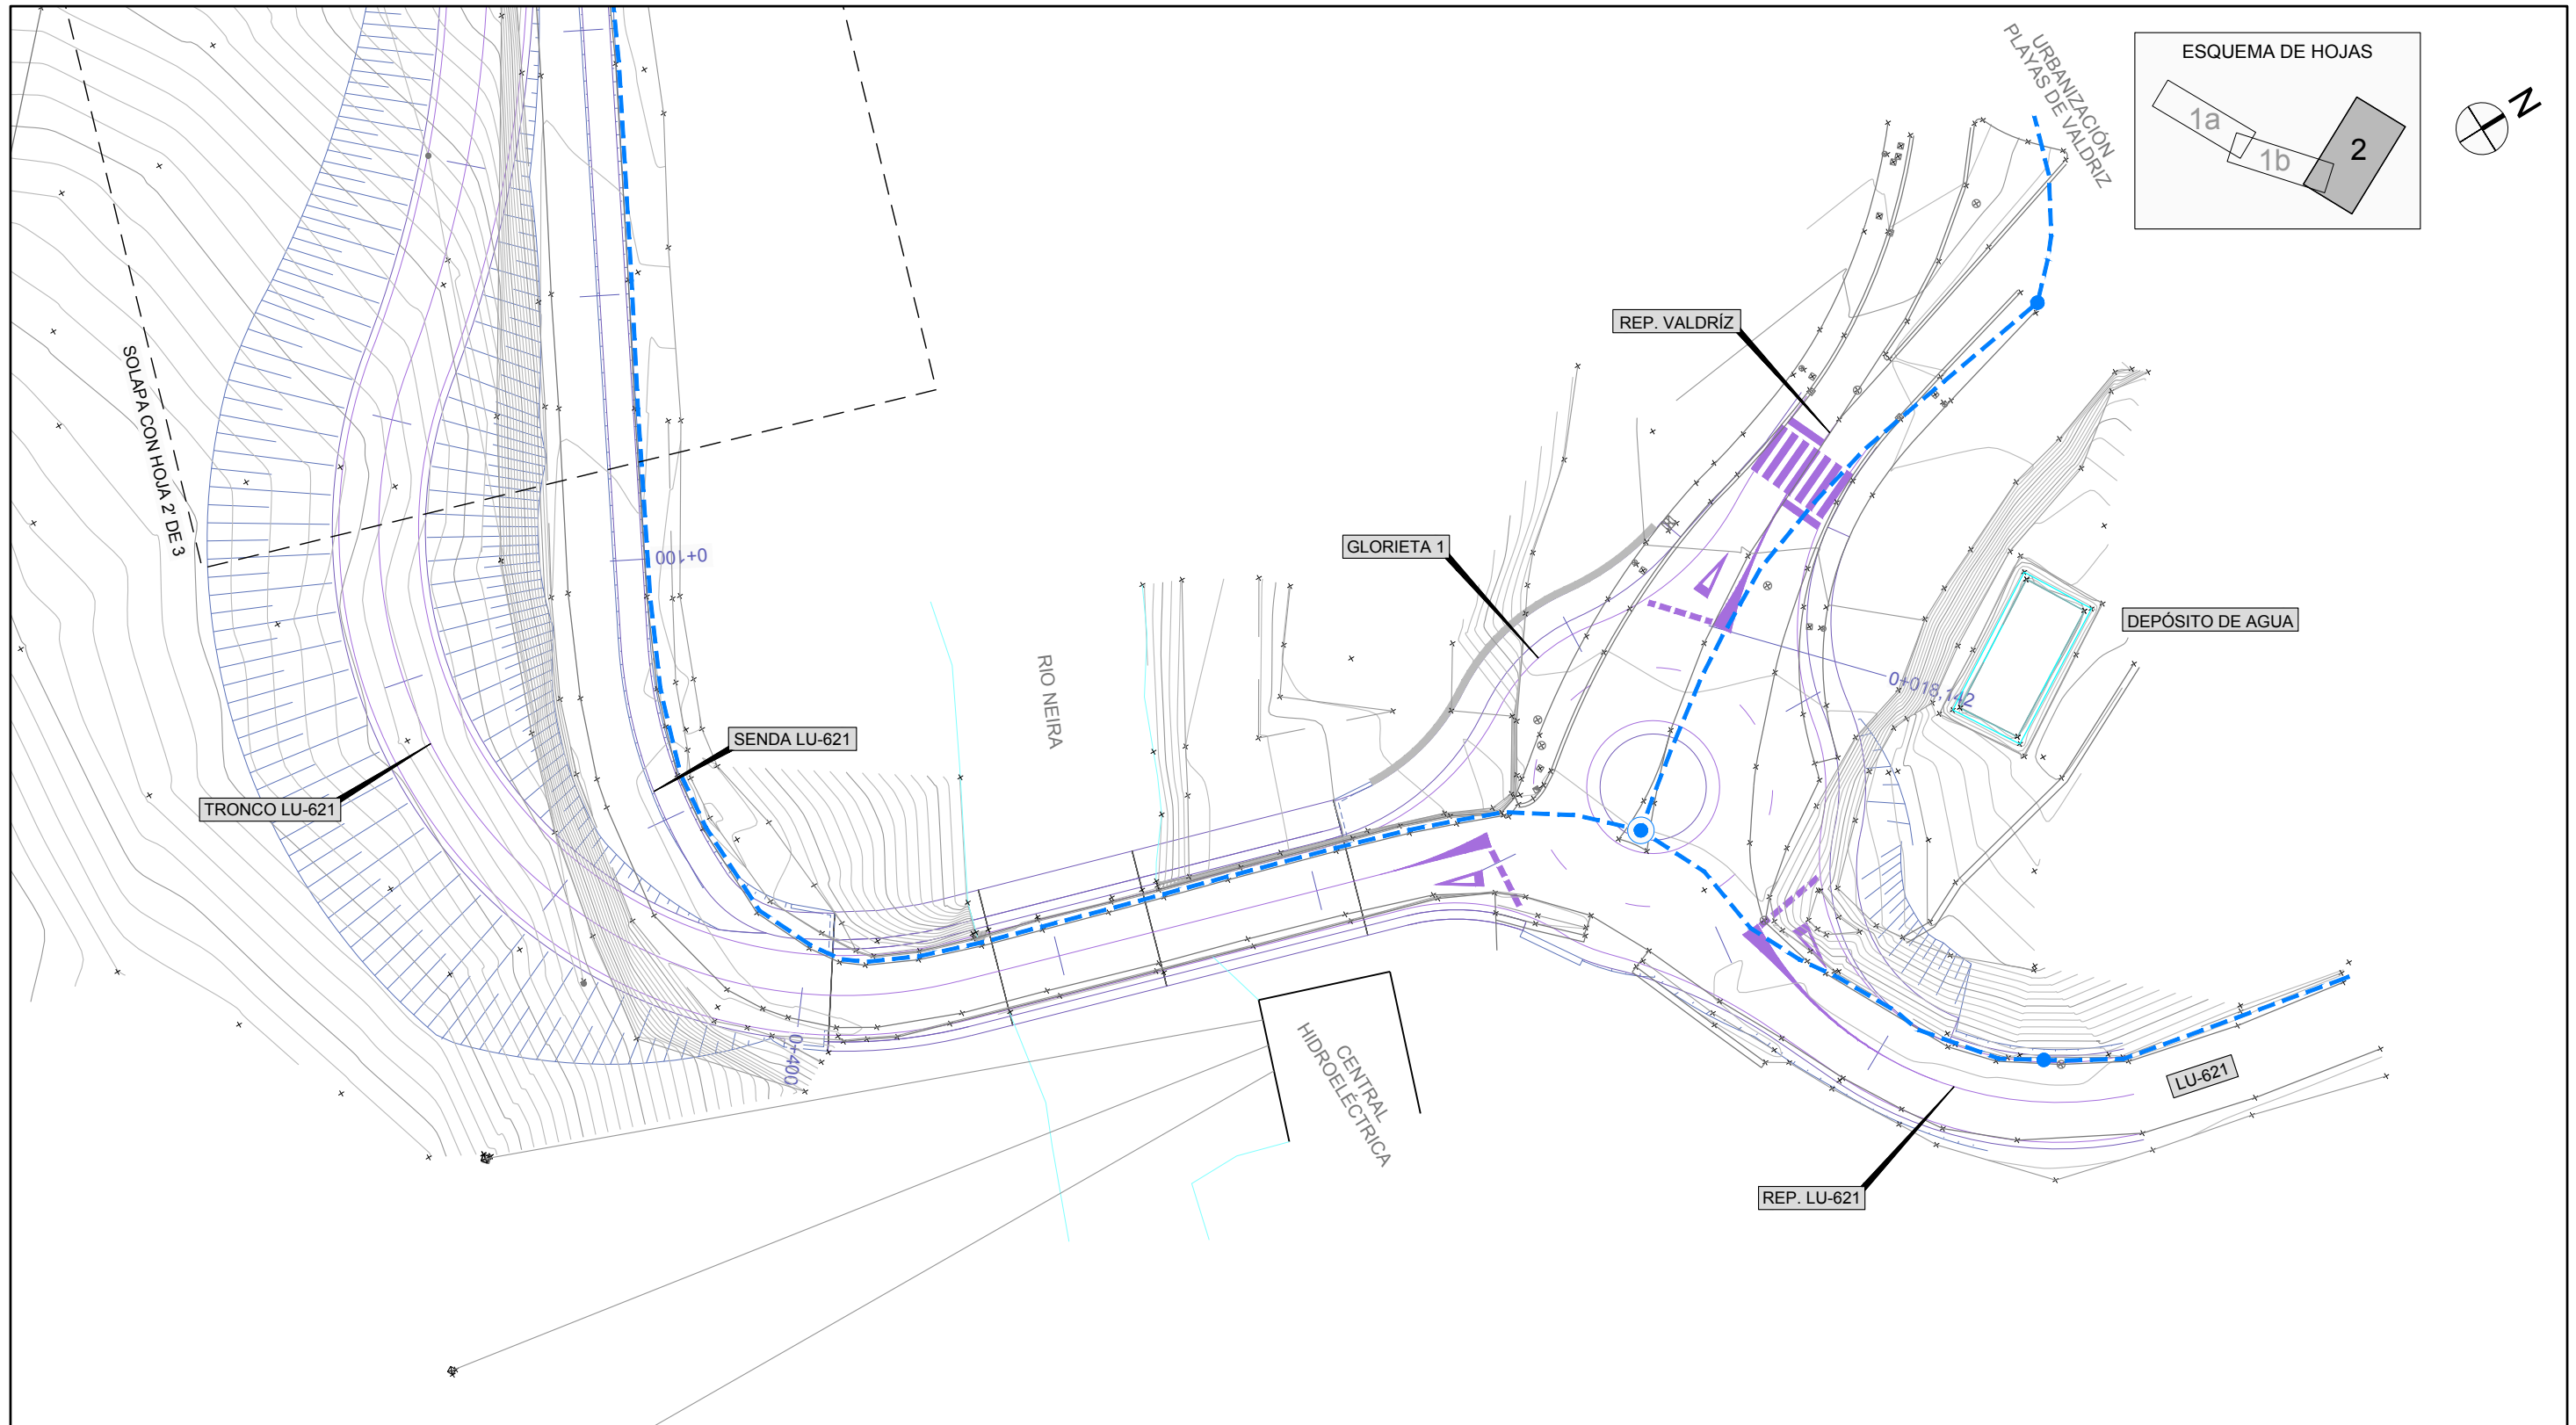 ESQUEMA DE HOJAS
1a
1b
2
N
URBANIZACIÓN
PLAYAS DE VALDRIZ
REP. VALDRÍZ
SOLAPA CON HOJA 2' DE 3
GLORIETA 1
0+100
DEPÓSITO DE AGUA
0+018,142
RIO NEIRA
SENDA LU-621
TRONCO LU-621
0+400
CENTRAL
HIDROELÉCTRICA
LU-621
REP. LU-621